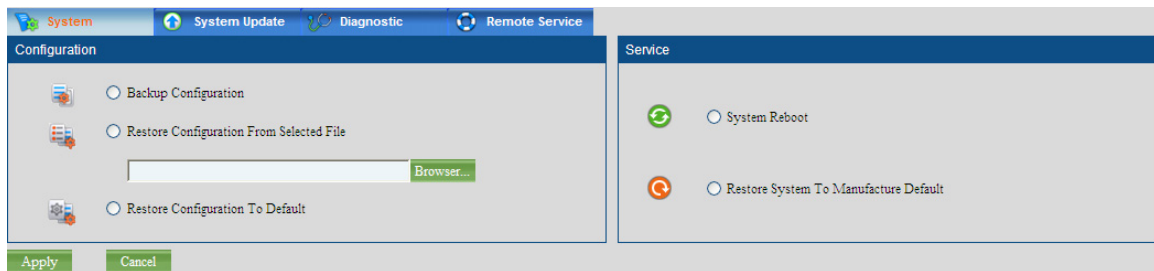 System
System Update
Diagnostic
Remote Service
Configuration
Backup Configuration
Restore Configuration From Selected File
Browser...
Restore Configuration To Default
Service
System Reboot
Restore System To Manufacture Default
Apply
Cancel